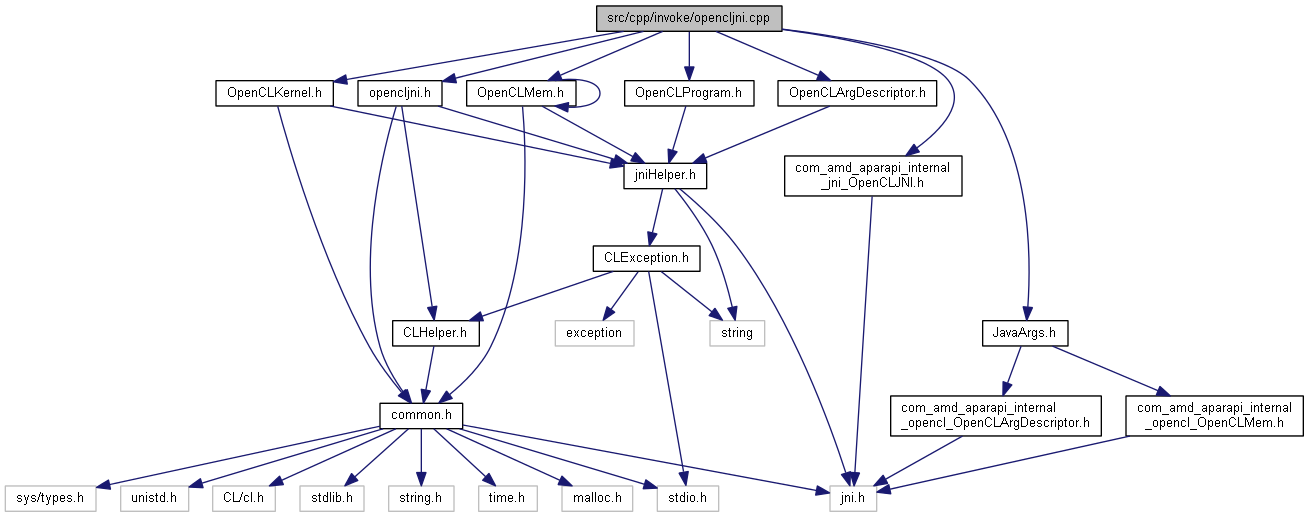 src/cpp/invoke/opencljni.cpp
OpenCLKernel.h
opencljni.h
OpenCLMem.h
OpenCLProgram.h
OpenCLArgDescriptor.h
jniHelper.h
com_amd_aparapi_internal
_jni_OpenCLJNI.h
CLException.h
CLHelper.h
exception
string
JavaArgs.h
common.h
com_amd_aparapi_internal
_opencl_OpenCLArgDescriptor.h
com_amd_aparapi_internal
_opencl_OpenCLMem.h
sys/types.h
unistd.h
CL/cl.h
stdlib.h
string.h
time.h
malloc.h
stdio.h
jni.h